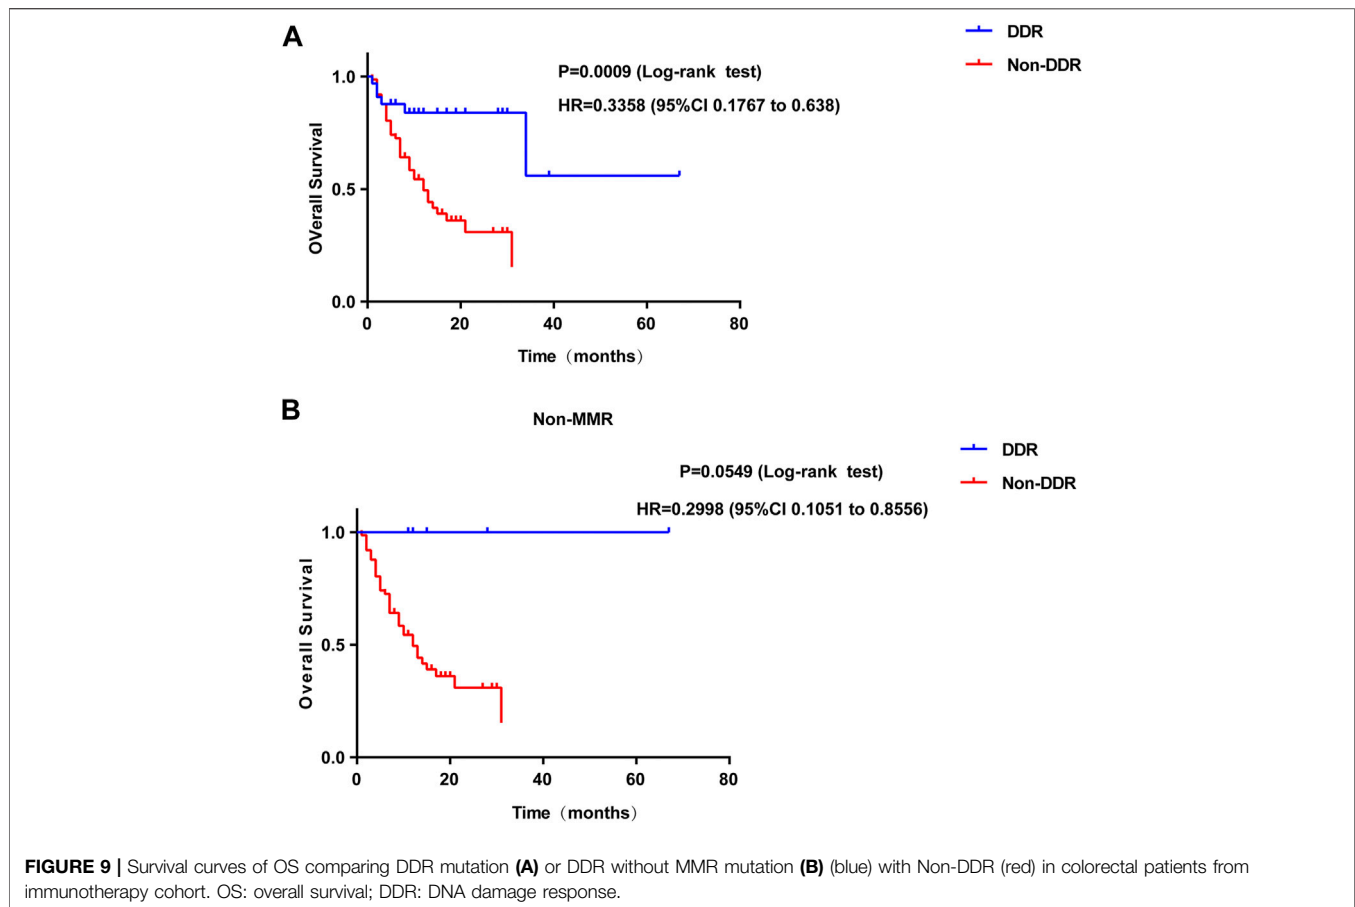 A
DDR
Non-DDR
P=0.0009 (Log-rank test)
HR=0.3358 (95%CI 0.1767 to 0.638)
OVerall Survival
1.0
0.5
0.0
0 20 40 60 80
Time（months）
B
Non-MMR
DDR
Non-DDR
P=0.0549 (Log-rank test)
HR=0.2998 (95%CI 0.1051 to 0.8556)
Overall Survival
1.0
0.5
0.0
0 20 40 60 80
Time（months）
FIGURE 9 | Survival curves of OS comparing DDR mutation (A) or DDR without MMR mutation (B) (blue) with Non-DDR (red) in colorectal patients from
immunotherapy cohort. OS: overall survival; DDR: DNA damage response.